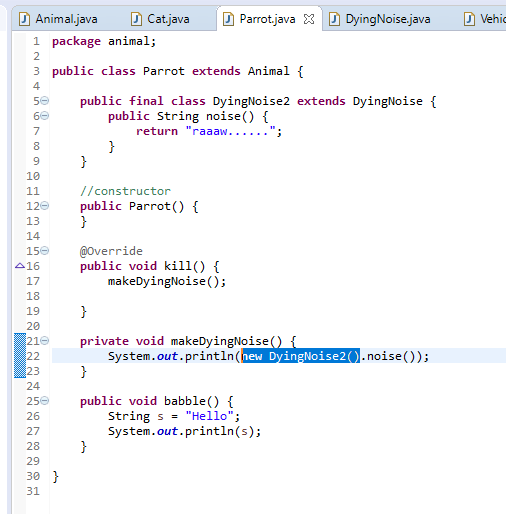 Animal.java Cat.java Parrot.java DyingNoise.java Vehic
1 package animal;
2
3 public class Parrot extends Animal {
4
5 public final class DyingNoise2 extends DyingNoise {
6 public String noise() {
7 return "raaaw......";
8 }
9 }
10
11 //constructor
12 public Parrot() {
13 }
14
15 @Override
16 public void kill() {
17 makeDyingNoise();
18
19 }
20
21 private void makeDyingNoise() {
22 System.out.println(new DyingNoise2().noise());
23 }
24
25 public void babble() {
26 String s = "Hello";
27 System.out.println(s);
28 }
29
30 }
31